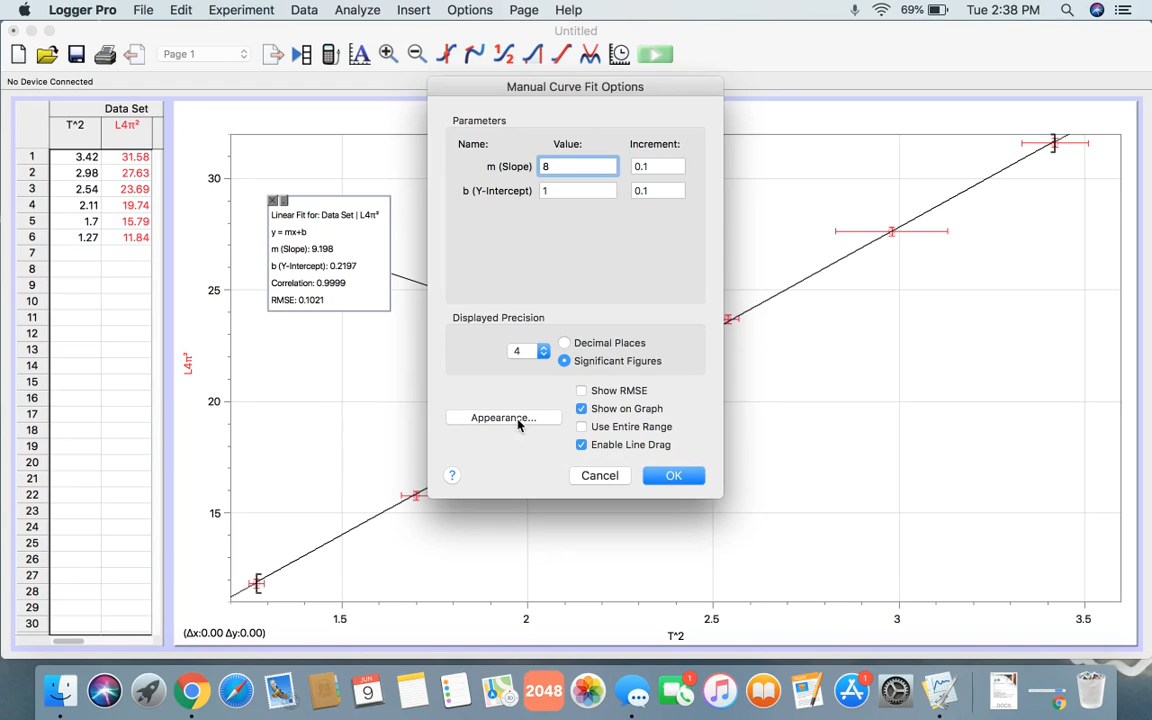 Logger Pro File Edit Experiment Data Analyze Insert Options Page Help 69% Tue 2:38 PM
Untitled
Page 1
No Device Connected
Manual Curve Fit Options
Parameters
Name: Value: Increment:
m (Slope) 8 0.1
b (Y-Intercept) 1 0.1
Displayed Precision
4 Decimal Places
Significant Figures
Show RMSE
Appearance... Show on Graph
Use Entire Range
Enable Line Drag
? Cancel OK
Data Set
T^2 L4π²
1 3.42 31.58
2 2.98 27.63
3 2.54 23.69
4 2.11 19.74
5 1.7 15.79
6 1.27 11.84
7
8
9
10
11
12
13
14
15
16
17
18
19
20
21
22
23
24
25
26
27
28
29
30
Linear Fit for: Data Set | L4π²
y = mx+b
m (Slope): 9.198
b (Y-Intercept): 0.2197
Correlation: 0.9999
RMSE: 0.1021
L4π²
30
25
20
15
1.5 2 2.5 3 3.5
(Δx:0.00 Δy:0.00)
T^2
JUN
9
2048
1
1
DOCX